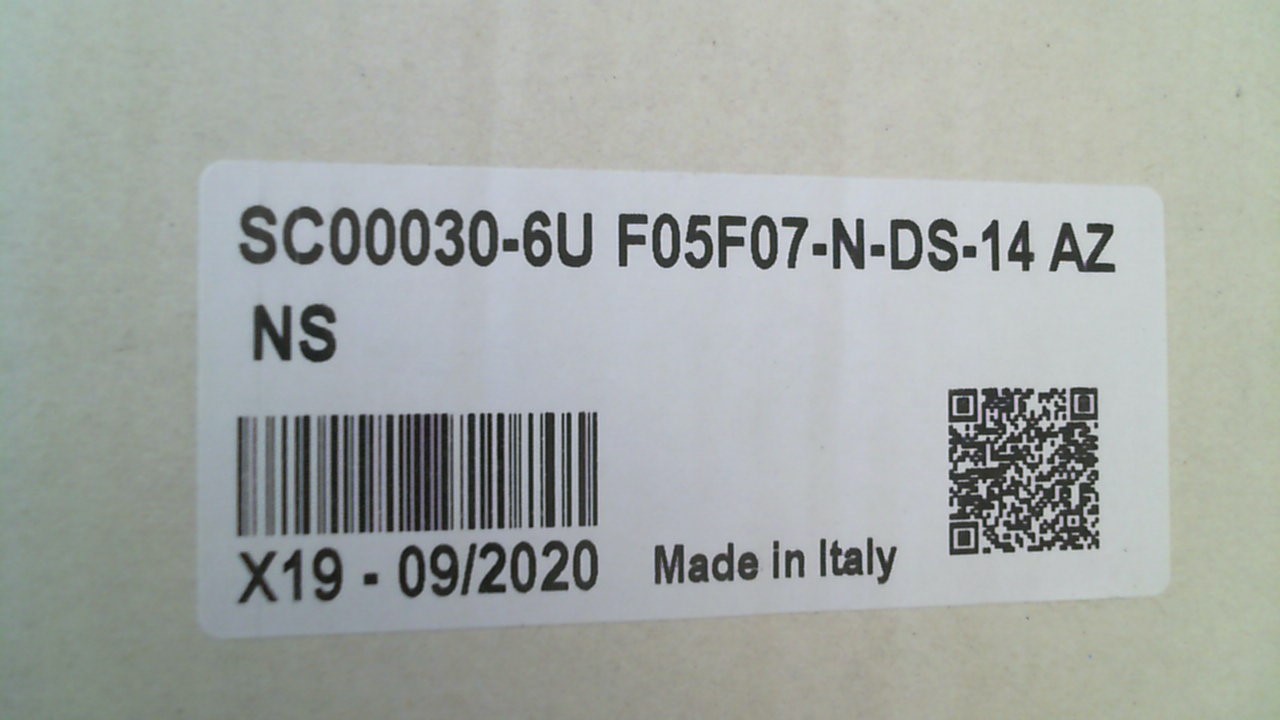 SC00030-6U F05F07-N-DS-14 AZ
NS
X19 - 09/2020 Made in Italy